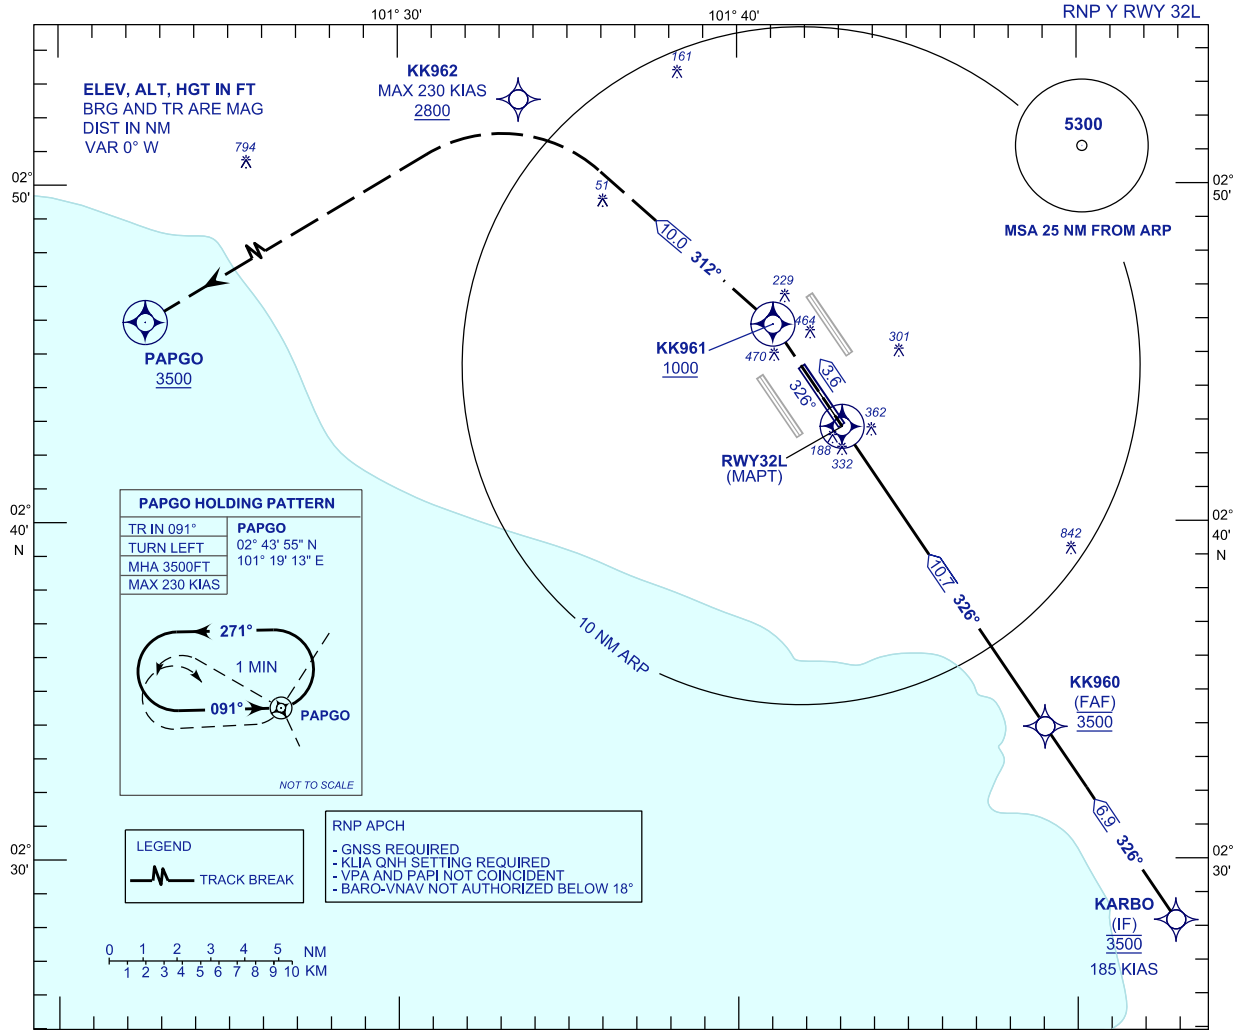 RNP Y RWY 32L
101° 30'
101° 40'
ELEV, ALT, HGT IN FT
BRG AND TR ARE MAG
DIST IN NM
VAR 0° W
794
KK962
MAX 230 KIAS
2800
161
5300
MSA 25 NM FROM ARP
02°
50'
02°
50'
51
10.0 312°
229
464
470
301
KK961
1000
3.6
326°
362
188
332
RWY32L
(MAPT)
PAPGO
3500
842
02°
40'
N
02°
40'
N
10.7 326°
10 NM ARP
PAPGO HOLDING PATTERN
TR IN 091°
TURN LEFT
MHA 3500FT
MAX 230 KIAS
PAPGO
02° 43' 55" N
101° 19' 13" E
271°
1 MIN
091°
PAPGO
NOT TO SCALE
KK960
(FAF)
3500
6.9 326°
KARBO
(IF)
3500
185 KIAS
02°
30'
02°
30'
LEGEND
TRACK BREAK
RNP APCH
- GNSS REQUIRED
- KLIA QNH SETTING REQUIRED
- VPA AND PAPI NOT COINCIDENT
- BARO-VNAV NOT AUTHORIZED BELOW 18°
0 1 2 3 4 5 NM
1 2 3 4 5 6 7 8 9 10 KM